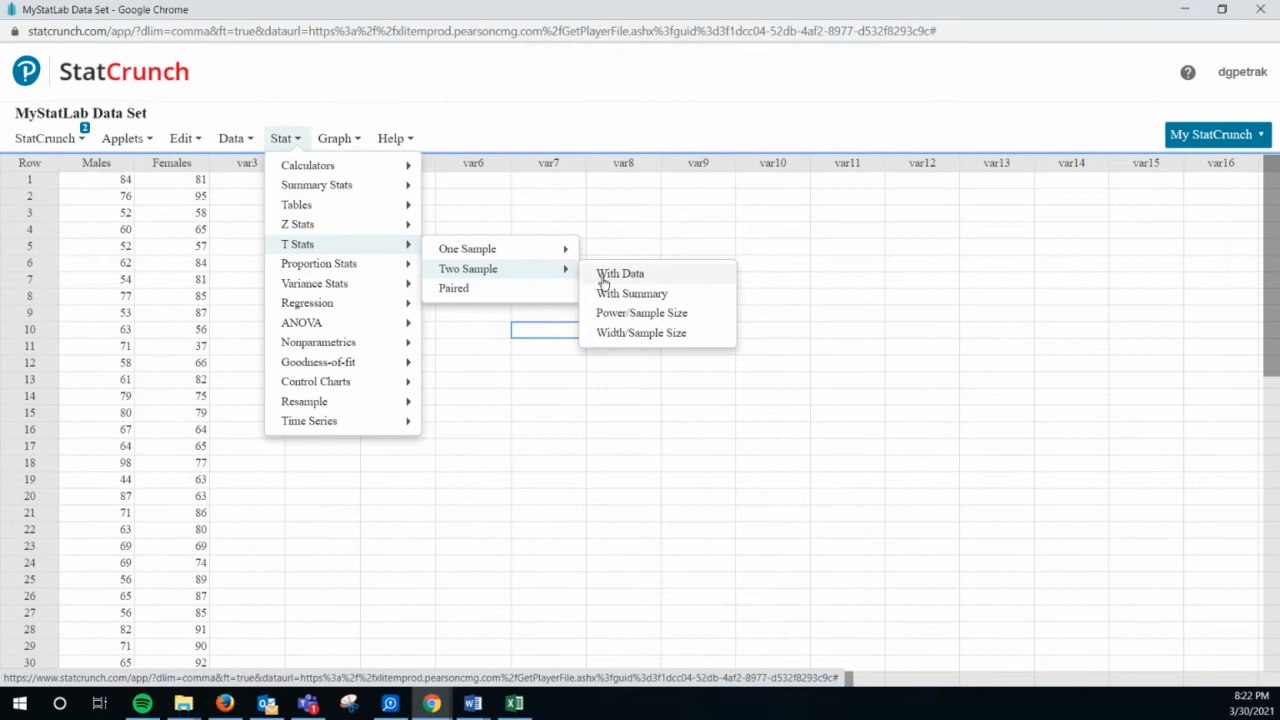 MyStatLab Data Set - Google Chrome
statcrunch.com/app/?dlim=comma&ft=true&dataurl=https%3a%2f%2fxlitemprod.pearsoncmg.com%2fGetPlayerFile.ashx%3fguid%3d3f1dcc04-52db-4af2-8977-d532f8293c9c#
P StatCrunch ? dgpetrak
MyStatLab Data Set
StatCrunch 2 Applets Edit Data Stat Graph Help My StatCrunch
Row Males Females var3 var6 var7 var8 var9 var10 var11 var12 var13 var14 var15 var16
1 84 81
2 76 95
3 52 58
4 60 65
5 52 57
6 62 84
7 54 81
8 77 85
9 53 87
10 63 56
11 71 37
12 58 66
13 61 82
14 79 75
15 80 79
16 67 64
17 64 65
18 98 77
19 44 63
20 87 63
21 71 86
22 63 80
23 69 69
24 69 74
25 56 89
26 65 87
27 56 85
28 82 91
29 71 90
30 65 92
Calculators
Summary Stats
Tables
Z Stats
T Stats
Proportion Stats
Variance Stats
Regression
ANOVA
Nonparametrics
Goodness-of-fit
Control Charts
Resample
Time Series
One Sample
Two Sample
Paired
With Data
With Summary
Power/Sample Size
Width/Sample Size
https://www.statcrunch.com/app/?dlim=comma&ft=true&dataurl=https%3a%2f%2fxlitemprod.pearsoncmg.com%2fGetPlayerFile.ashx%3fguid%3d3f1dcc04-52db-4af2-8977-d532f8293c9c#
8:22 PM
3/30/2021